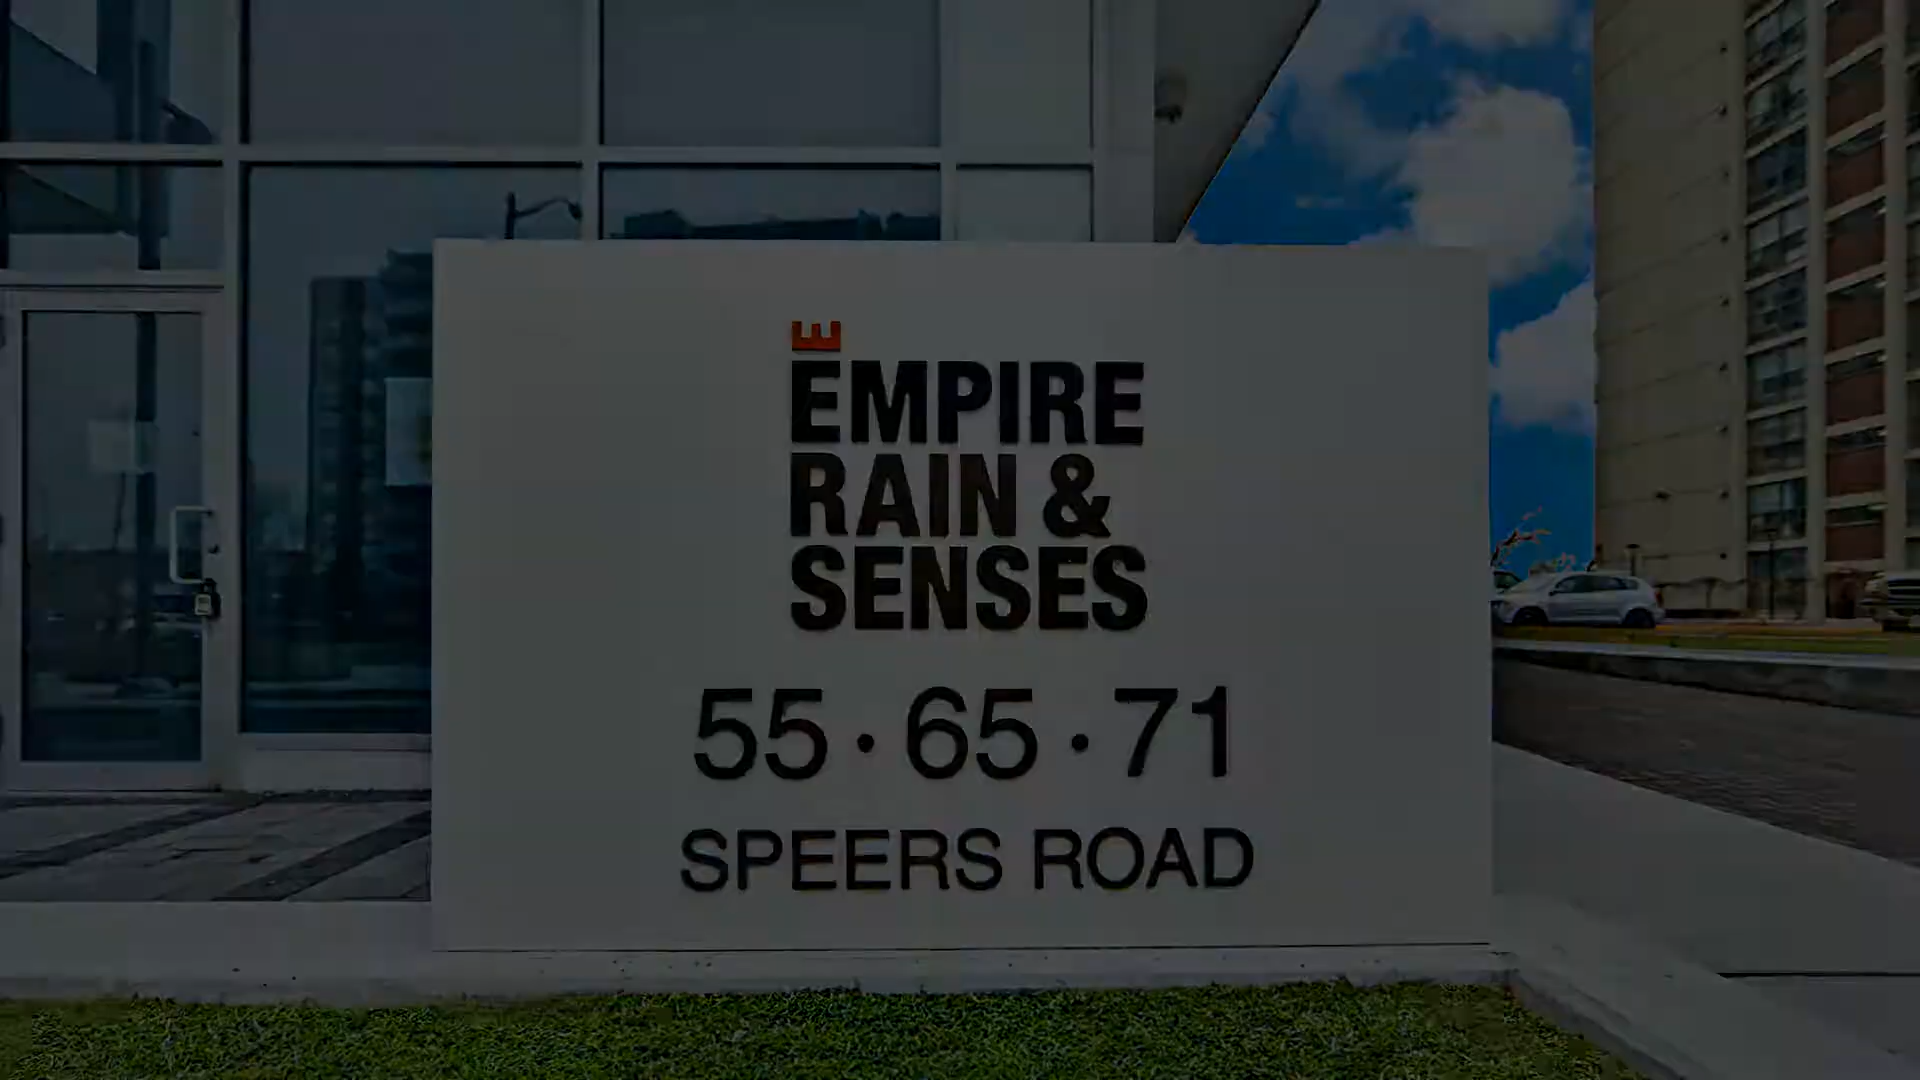 EMPIRE
RAIN &
SENSES
55 · 65 · 71
SPEERS ROAD